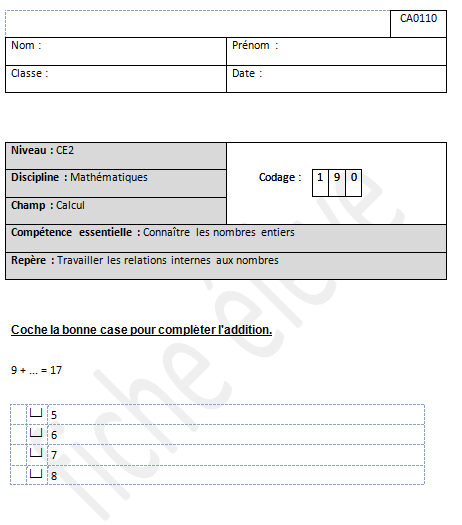 CA0110
Nom : Prénom :
Classe : Date :
Niveau : CE2
Discipline : Mathématiques
Codage : 1 9 0
Champ : Calcul
Compétence essentielle : Connaître les nombres entiers
Repère : Travailler les relations internes aux nombres
Coche la bonne case pour compléter l'addition.
9 + ... = 17
5
6
7
8
fiche élève